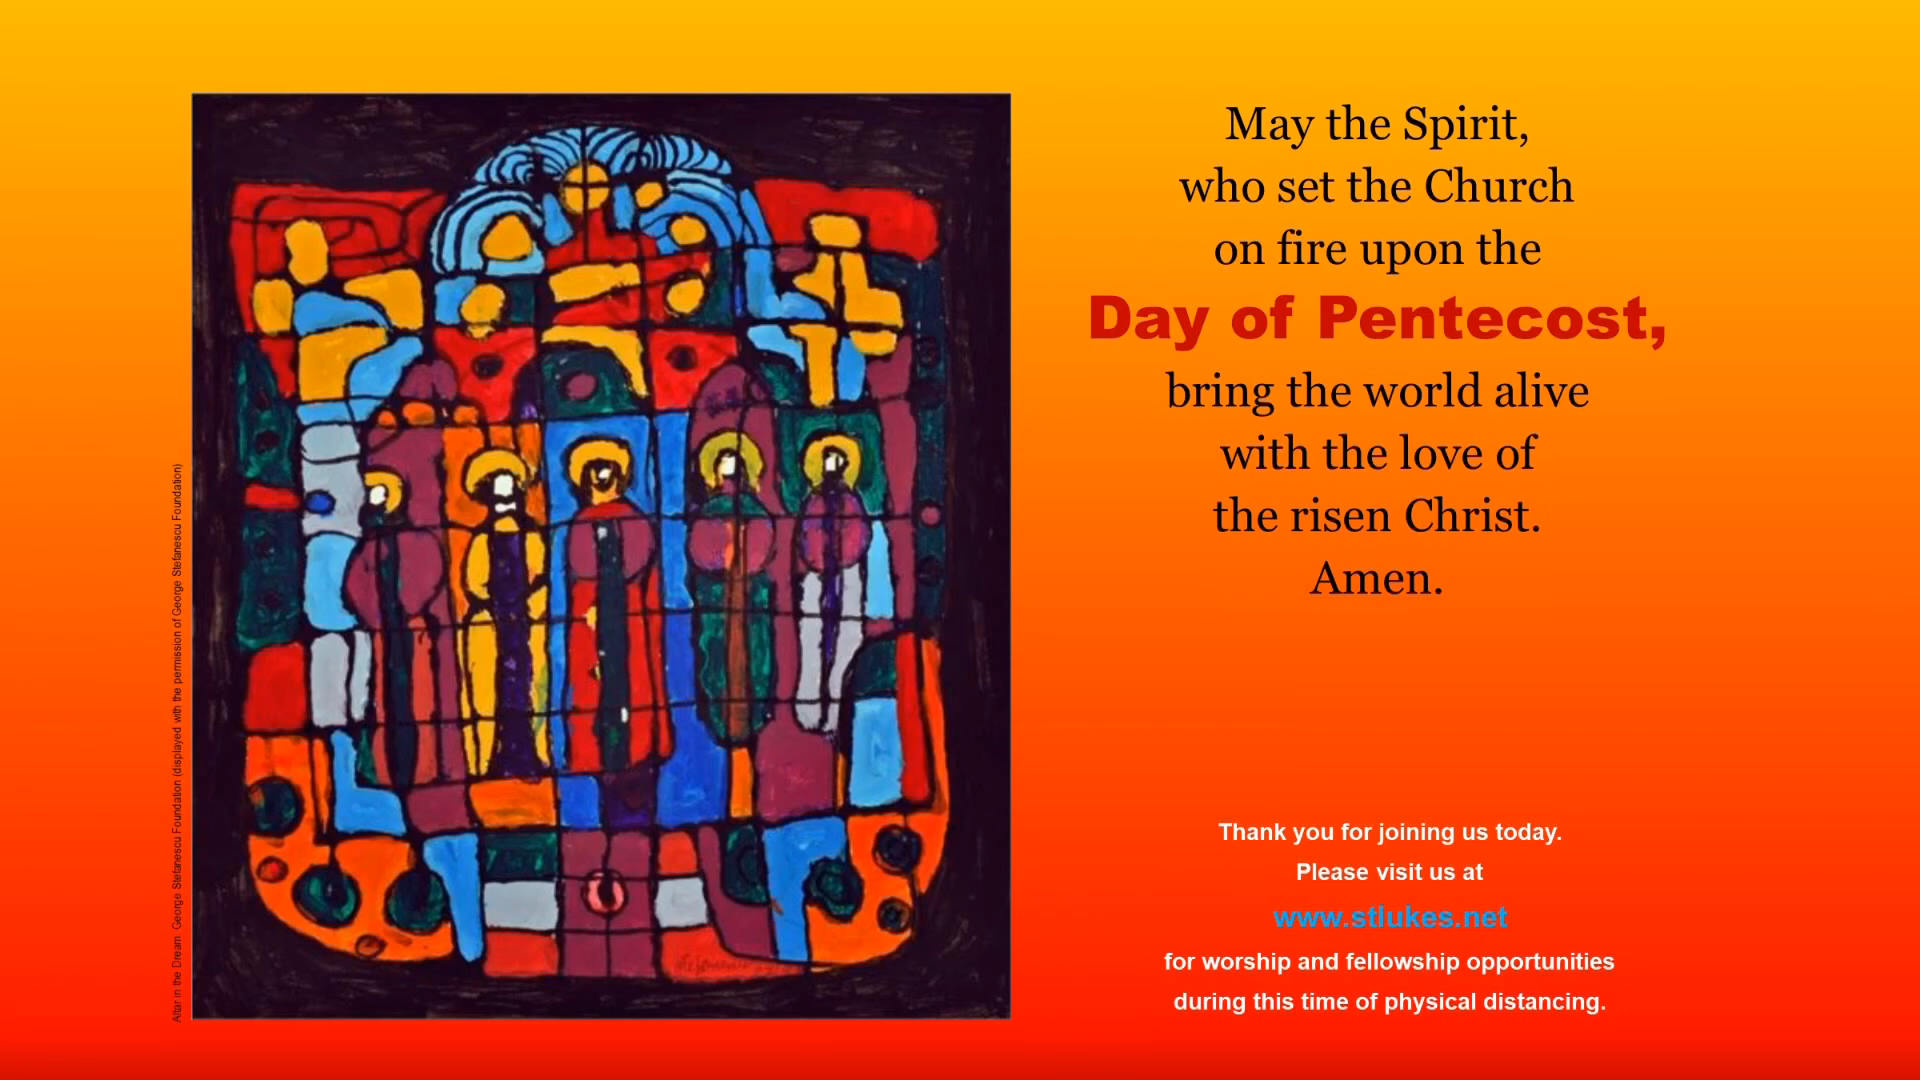 Altar in the Dream George Stefanescu Foundation (displayed with the permission of George Stefanescu Foundation)
May the Spirit,
who set the Church
on fire upon the
Day of Pentecost,
bring the world alive
with the love of
the risen Christ.
Amen.
Thank you for joining us today.
Please visit us at
www.stlukes.net
for worship and fellowship opportunities
during this time of physical distancing.